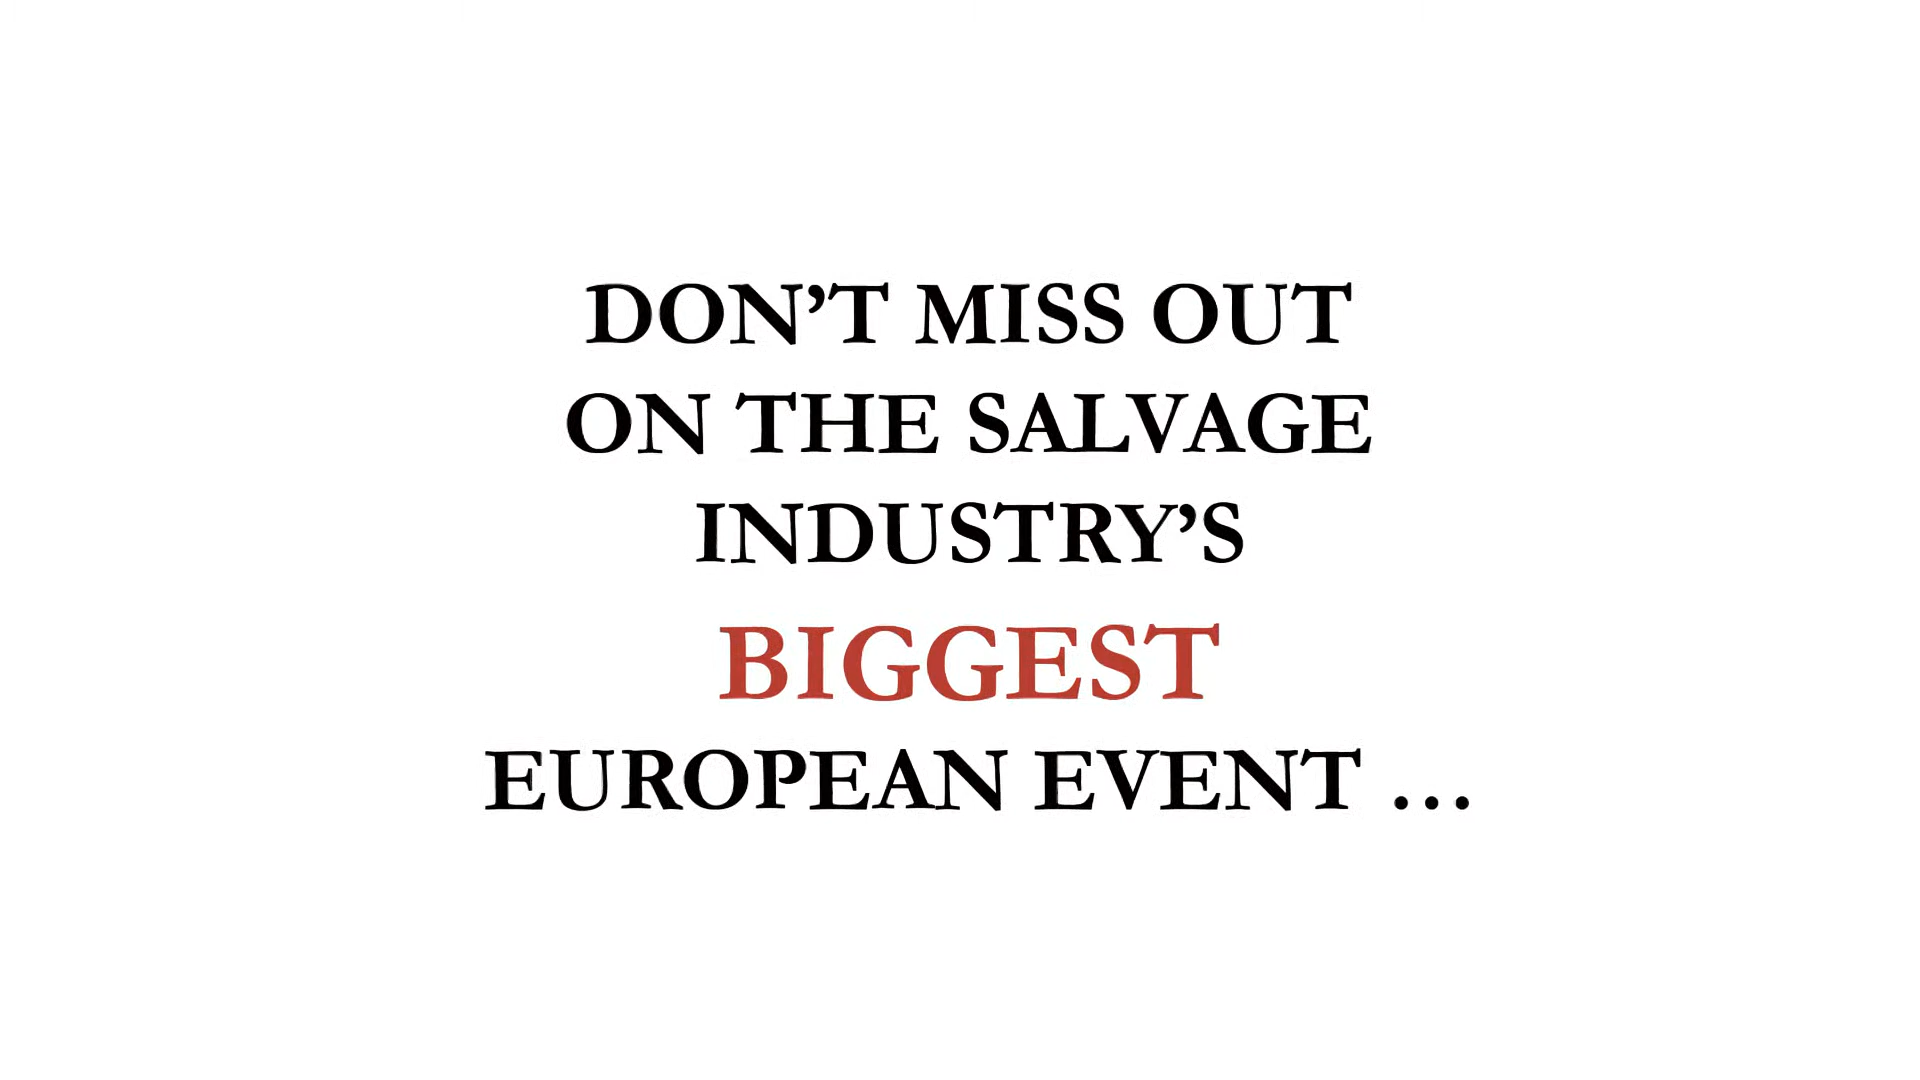 DON’T MISS OUT
ON THE SALVAGE
INDUSTRY’S
BIGGEST
EUROPEAN EVENT …